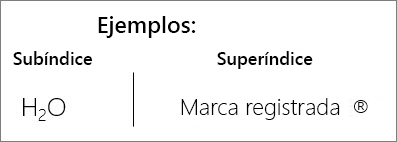 Ejemplos:
Subíndice Superíndice
H₂O Marca registrada ®